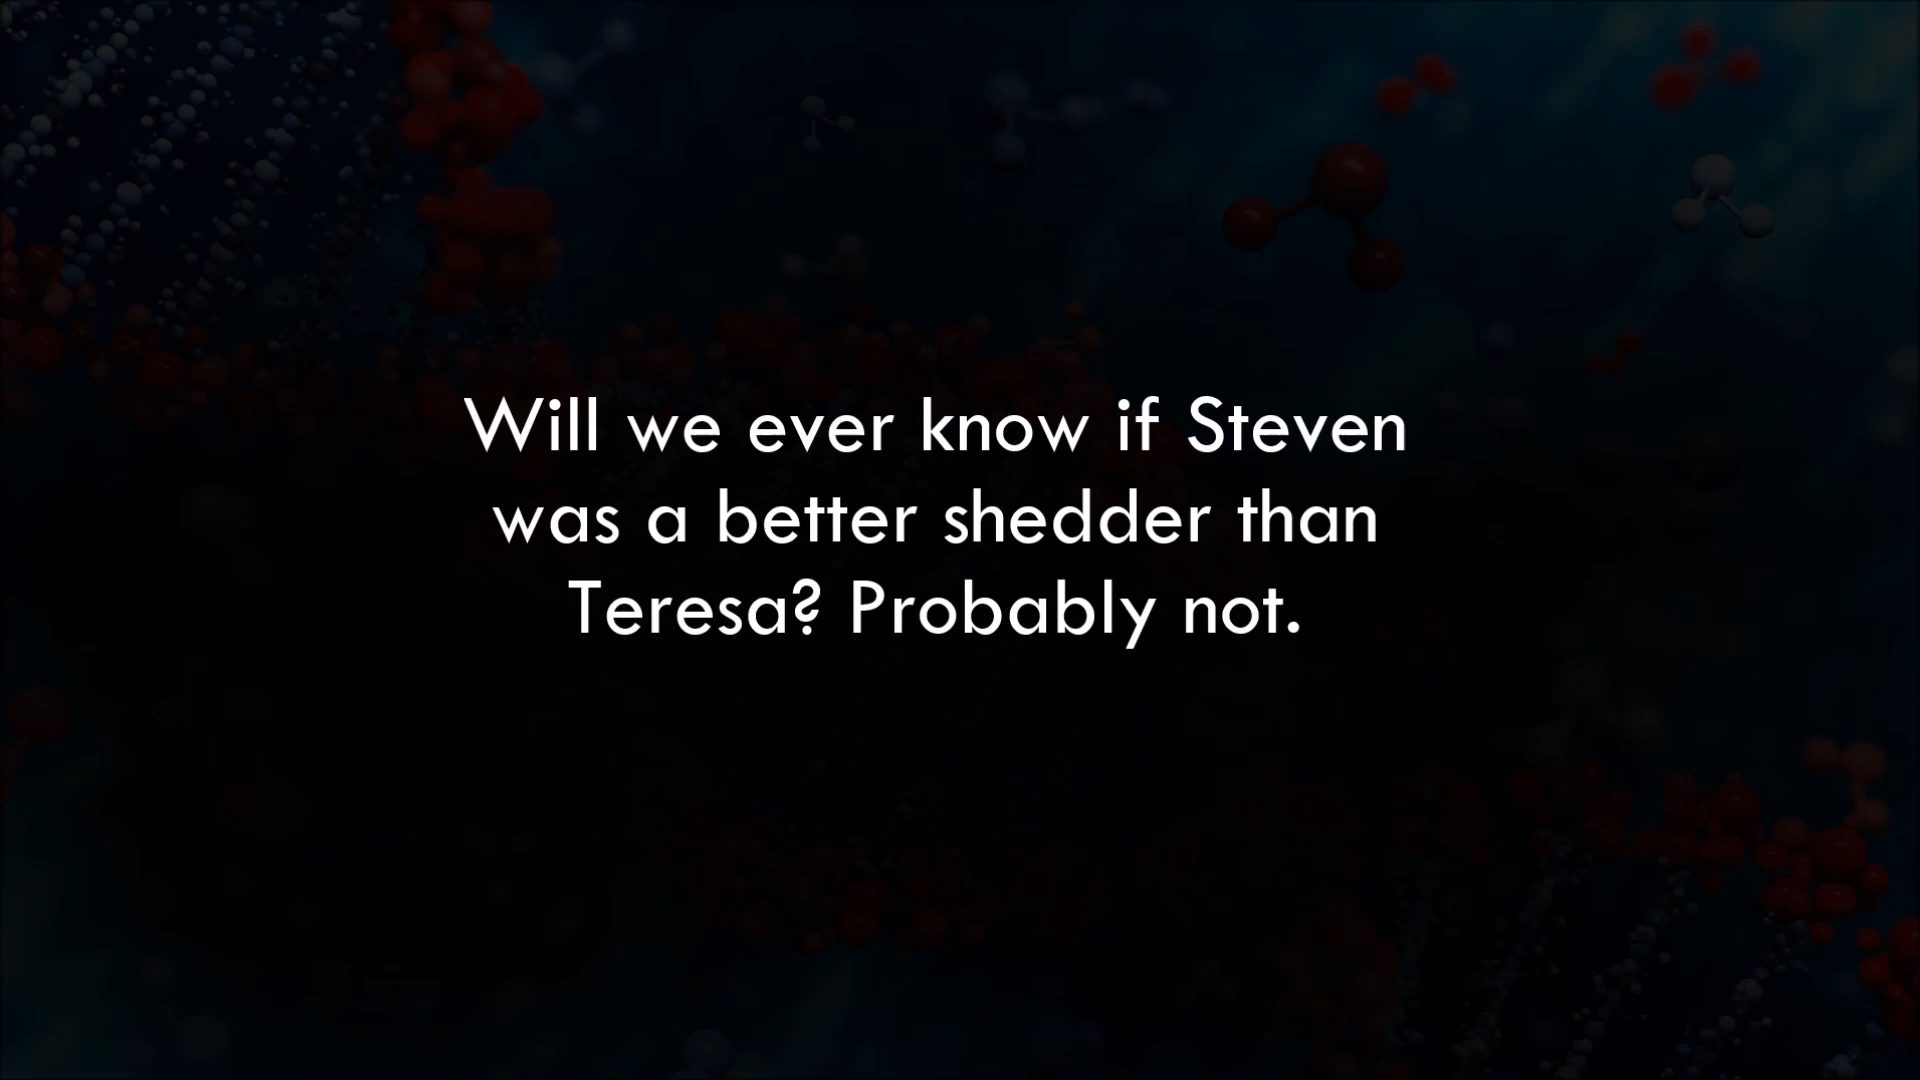 Will we ever know if Steven
was a better shedder than
Teresa? Probably not.